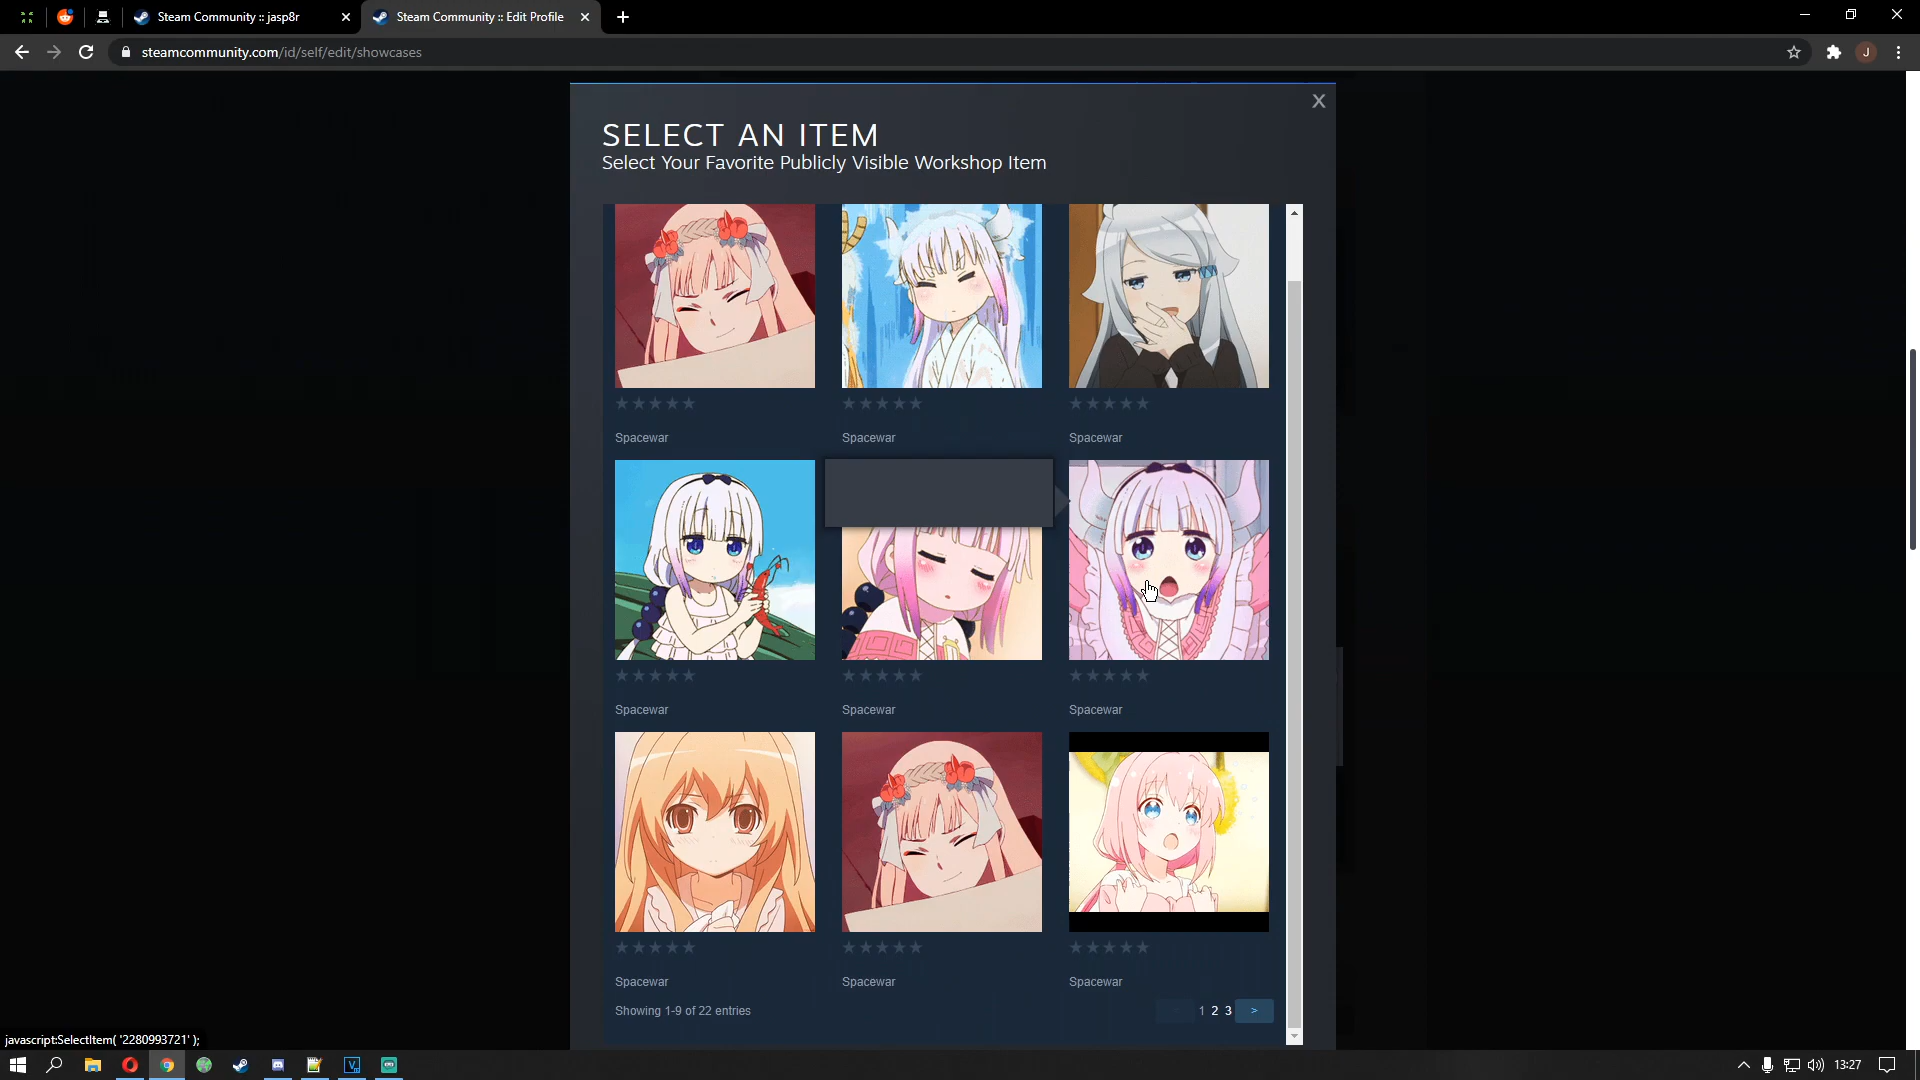 Steam Community :: jasp8r
Steam Community :: Edit Profile
steamcommunity.com/id/self/edit/showcases
J
X
SELECT AN ITEM
Select Your Favorite Publicly Visible Workshop Item
Spacewar
Spacewar
Spacewar
Spacewar
Spacewar
Spacewar
Spacewar
Spacewar
Spacewar
Showing 1-9 of 22 entries
1 2 3 >
javascript:SelectItem( '2280993721' );
13:27